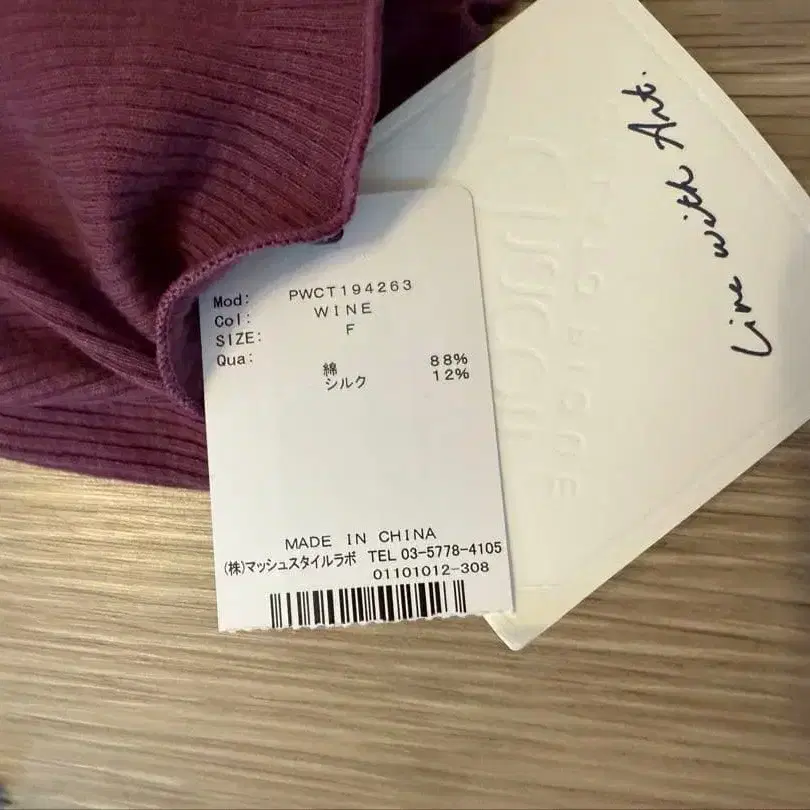 Mod: PWCT194263
Col: WINE
SIZE: F
Qua:
綿 88%
シルク 12%
MADE IN CHINA
(株)マッシュスタイルラボ TEL 03-5778-4105
01101012-308
Live with Art.